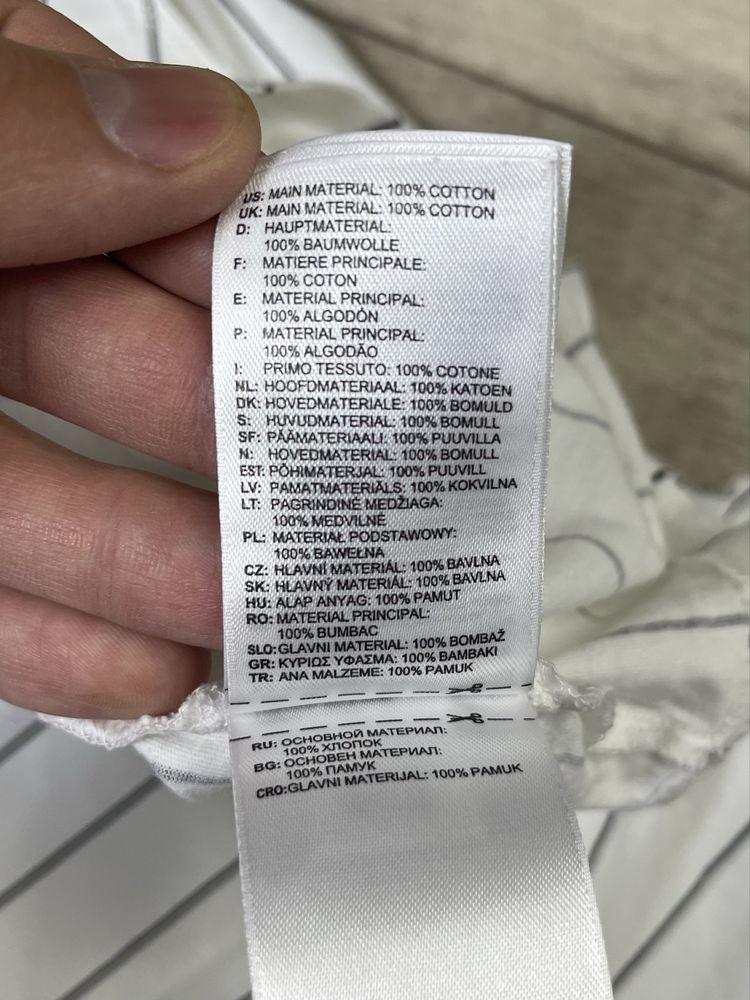 US: MAIN MATERIAL: 100% COTTON
UK: MAIN MATERIAL: 100% COTTON
D: HAUPTMATERIAL:
100% BAUMWOLLE
F: MATIERE PRINCIPALE:
100% COTON
E: MATERIAL PRINCIPAL:
100% ALGODÓN
P: MATERIAL PRINCIPAL:
100% ALGODÃO
I: PRIMO TESSUTO: 100% COTONE
NL: HOOFDMATERIAAL: 100% KATOEN
DK: HOVEDMATERIALE: 100% BOMULD
S: HUVUDMATERIAL: 100% BOMULL
SF: PÄÄMATERIAALI: 100% PUUVILLA
N: HOVEDMATERIAL: 100% BOMULL
EST: PÕHIMATERJAL: 100% PUUVILL
LV: PAMATMATERIĀLS: 100% KOKVILNA
LT: PAGRINDINĖ MEDŽIAGA:
100% MEDVILNĖ
PL: MATERIAŁ PODSTAWOWY:
100% BAWEŁNA
CZ: HLAVNÍ MATERIÁL: 100% BAVLNA
SK: HLAVNÝ MATERIÁL: 100% BAVLNA
HU: ALAP ANYAG: 100% PAMUT
RO: MATERIAL PRINCIPAL:
100% BUMBAC
SLO: GLAVNI MATERIAL: 100% BOMBAŽ
GR: ΚΥΡΙΩΣ ΥΦΑΣΜΑ: 100% ΒΑΜΒΑΚΙ
TR: ANA MALZEME: 100% PAMUK
RU: ОСНОВНОЙ МАТЕРИАЛ:
100% ХЛОПОК
BG: ОСНОВЕН МАТЕРИАЛ:
100% ПАМУК
CRO: GLAVNI MATERIJAL: 100% PAMUK